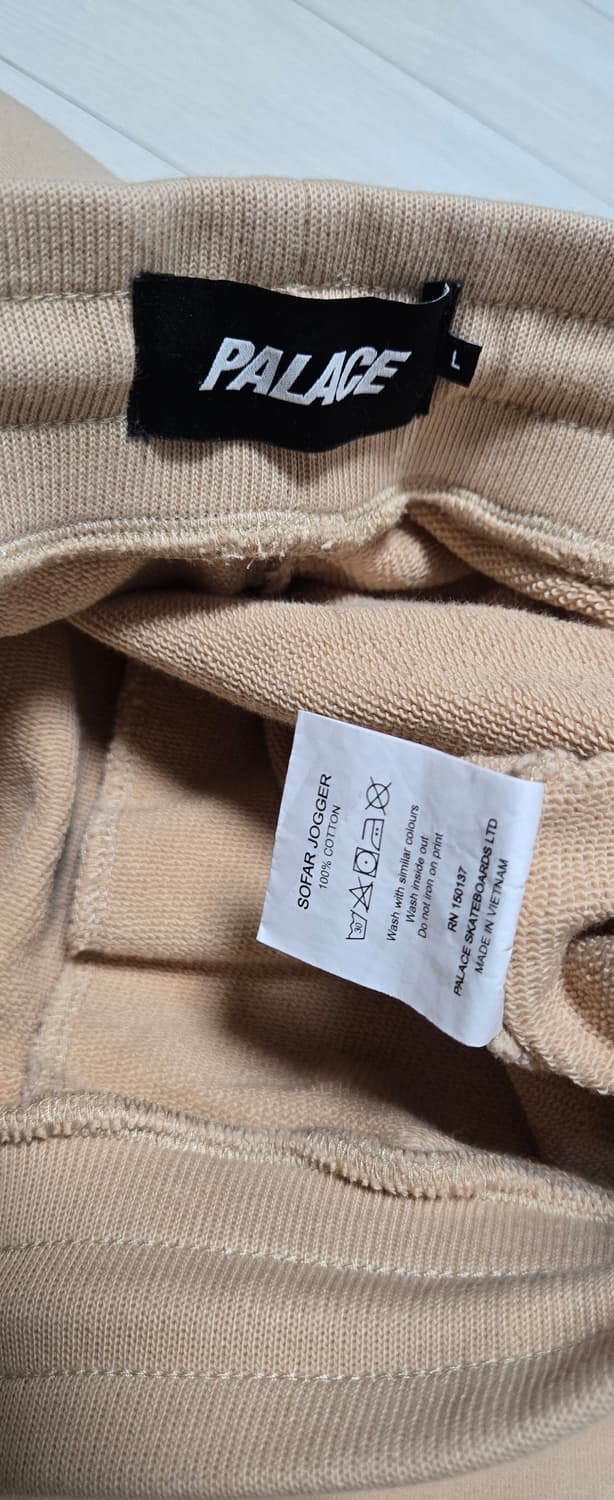 PALACE
L
SOFAR JOGGER
100% COTTON
30
Wash with similar colours
Wash inside out
Do not iron on print
RN 150137
PALACE SKATEBOARDS LTD
MADE IN VIETNAM